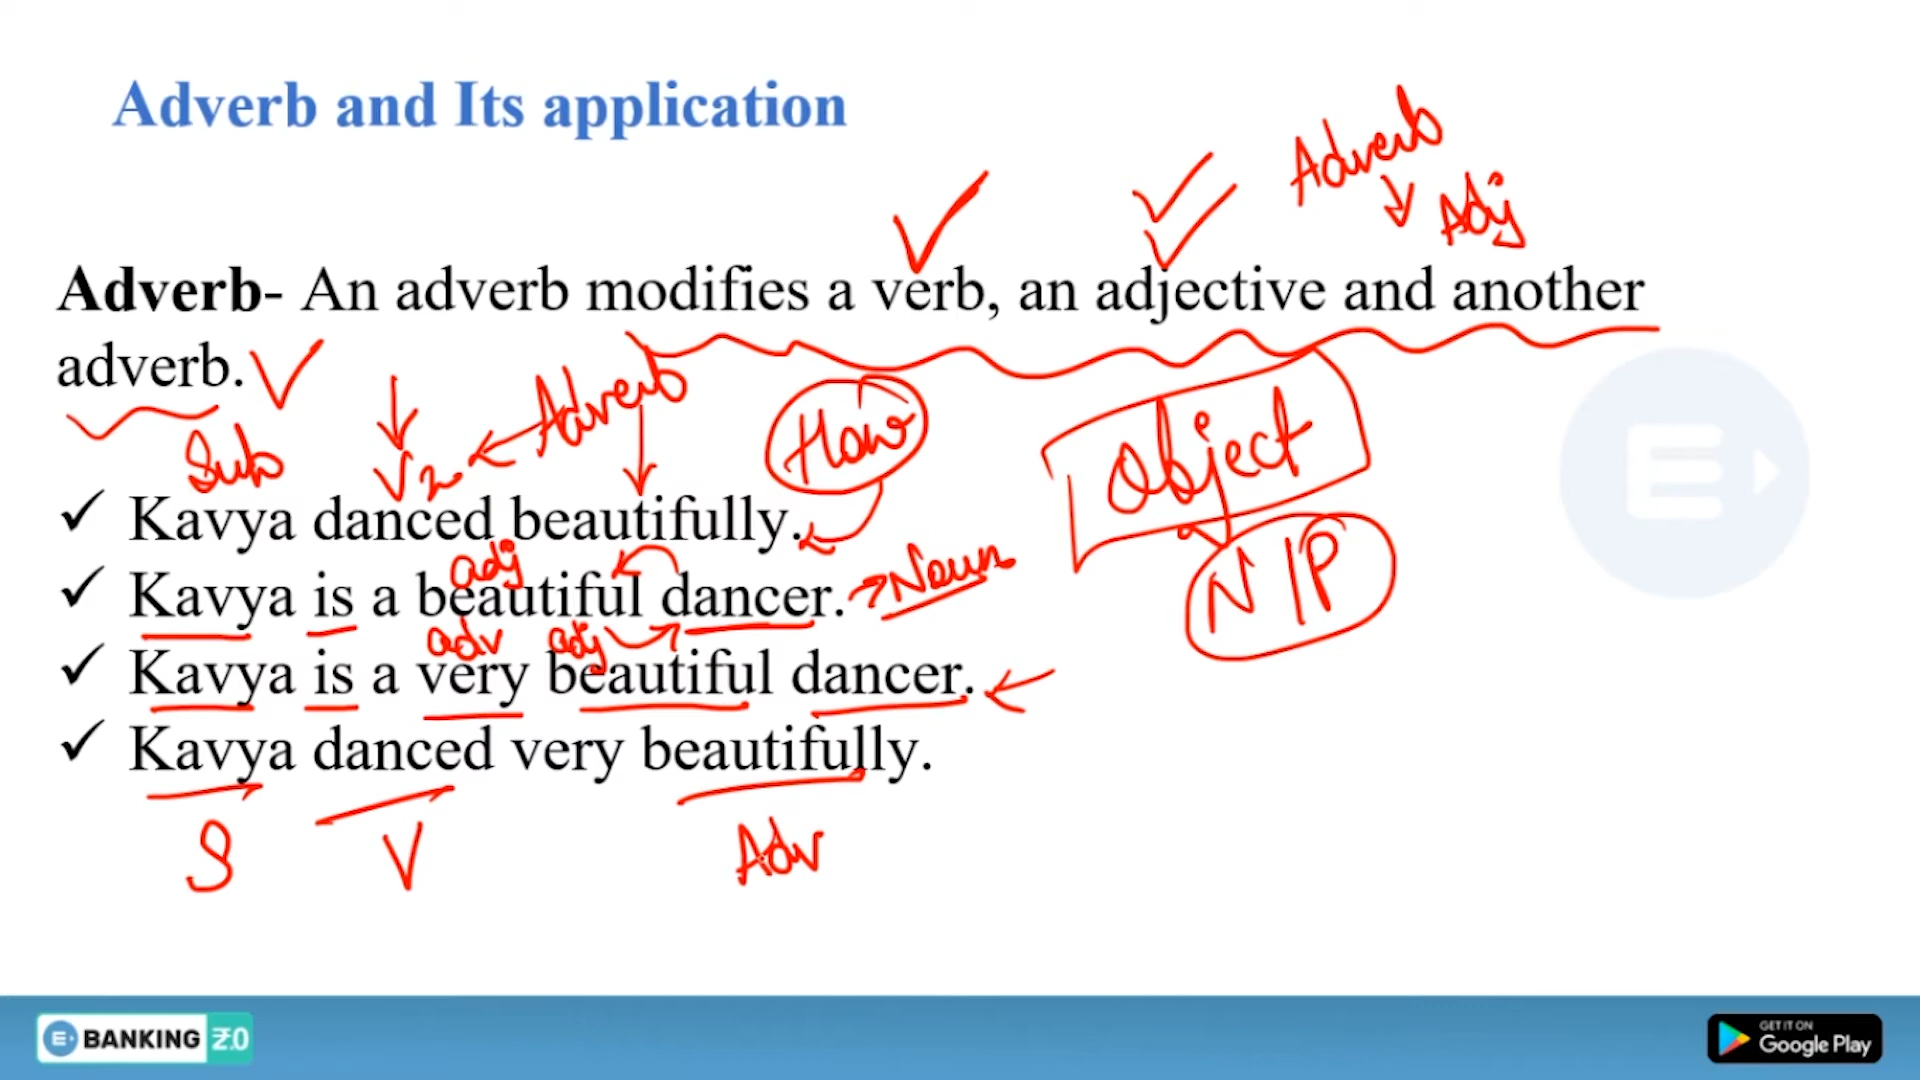 Adverb and Its application
Adverb
Adj
Adverb- An adverb modifies a verb, an adjective and another
adverb.
Sub V2 Adverb How Object
Kavya danced beautifully.
adj Noun N/P
Kavya is a beautiful dancer.
adv adj
Kavya is a very beautiful dancer.
Kavya danced very beautifully.
S V Adv
E BANKING 2.0
GET IT ON
Google Play